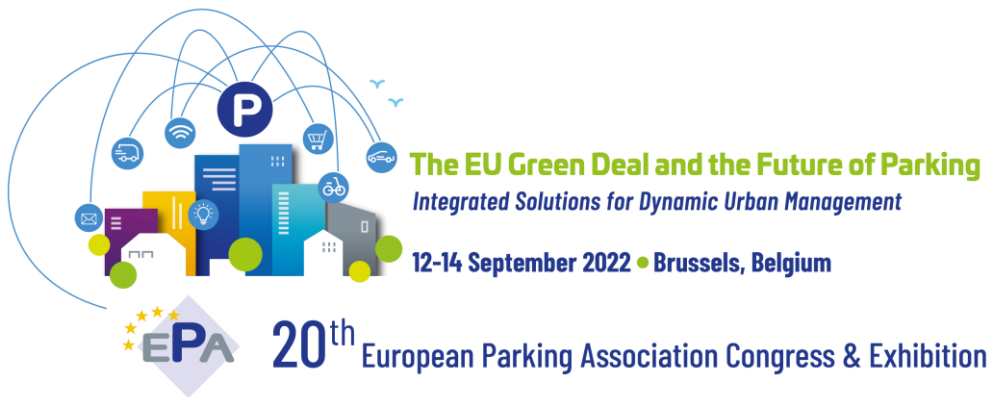 P
The EU Green Deal and the Future of Parking
Integrated Solutions for Dynamic Urban Management
12-14 September 2022 • Brussels, Belgium
EPA
20th European Parking Association Congress & Exhibition